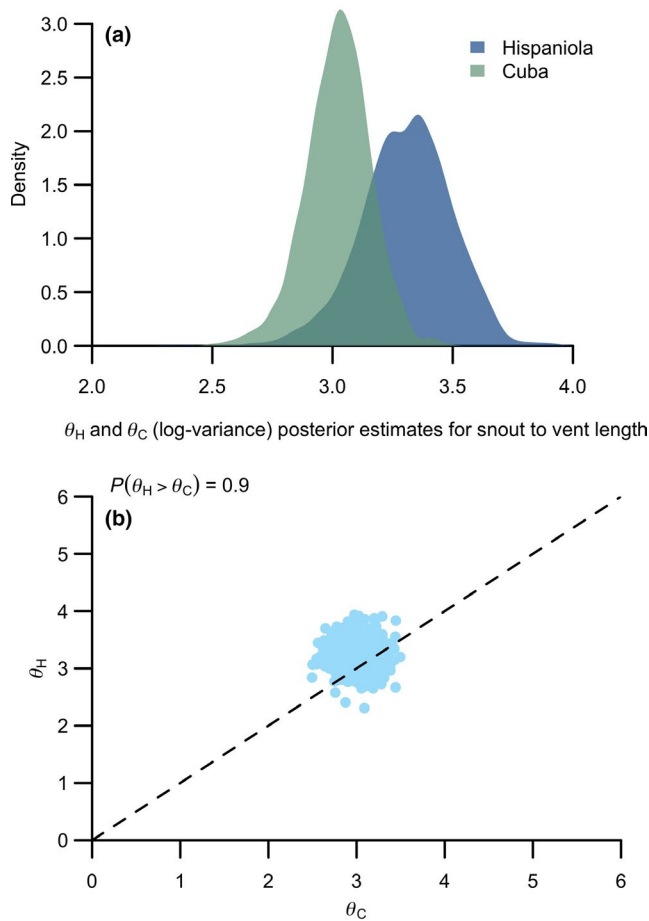 (a)
3.0
2.5
2.0
1.5
1.0
0.5
0.0
Density
Hispaniola
Cuba
2.0 2.5 3.0 3.5 4.0
θH and θC (log-variance) posterior estimates for snout to vent length
P(θH > θC) = 0.9
(b)
6
5
4
3
2
1
0
θH
0 1 2 3 4 5 6
θC